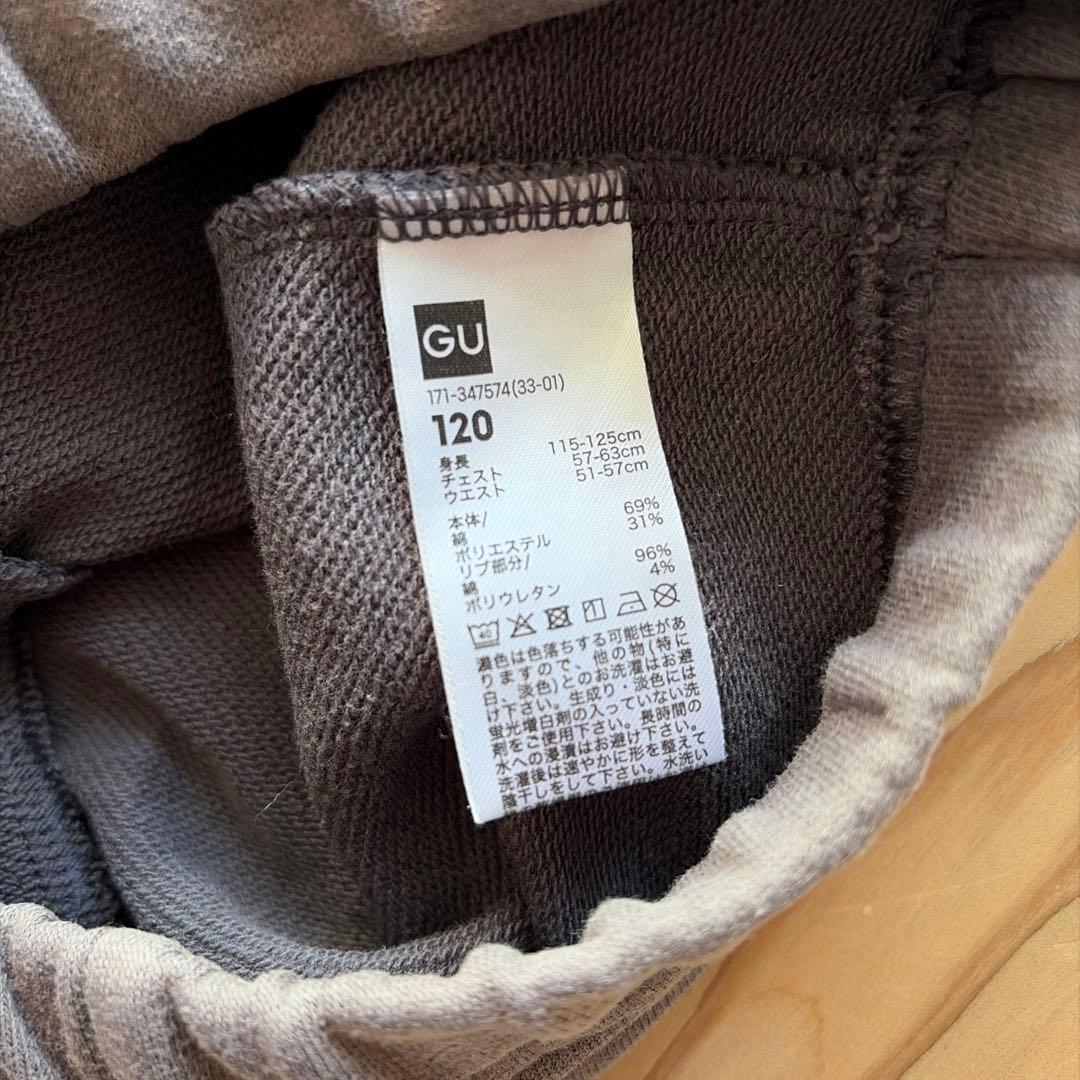 GU
171-347574(33-01)
120
身長 115-125cm
チェスト 57-63cm
ウエスト 51-57cm
本体/
綿 69%
ポリエステル 31%
リブ部分/
綿 96%
ポリウレタン 4%
40
濃色は色落ちする可能性があ
りますので、他の物(特に
白、淡色)とのお洗濯はお避
け下さい。生成り・淡色には
蛍光増白剤の入っていない洗
剤をご使用下さい。長時間の
水への浸漬はお避け下さい。
洗濯後は速やかに形を整えて
陰干しをして下さい。水洗い